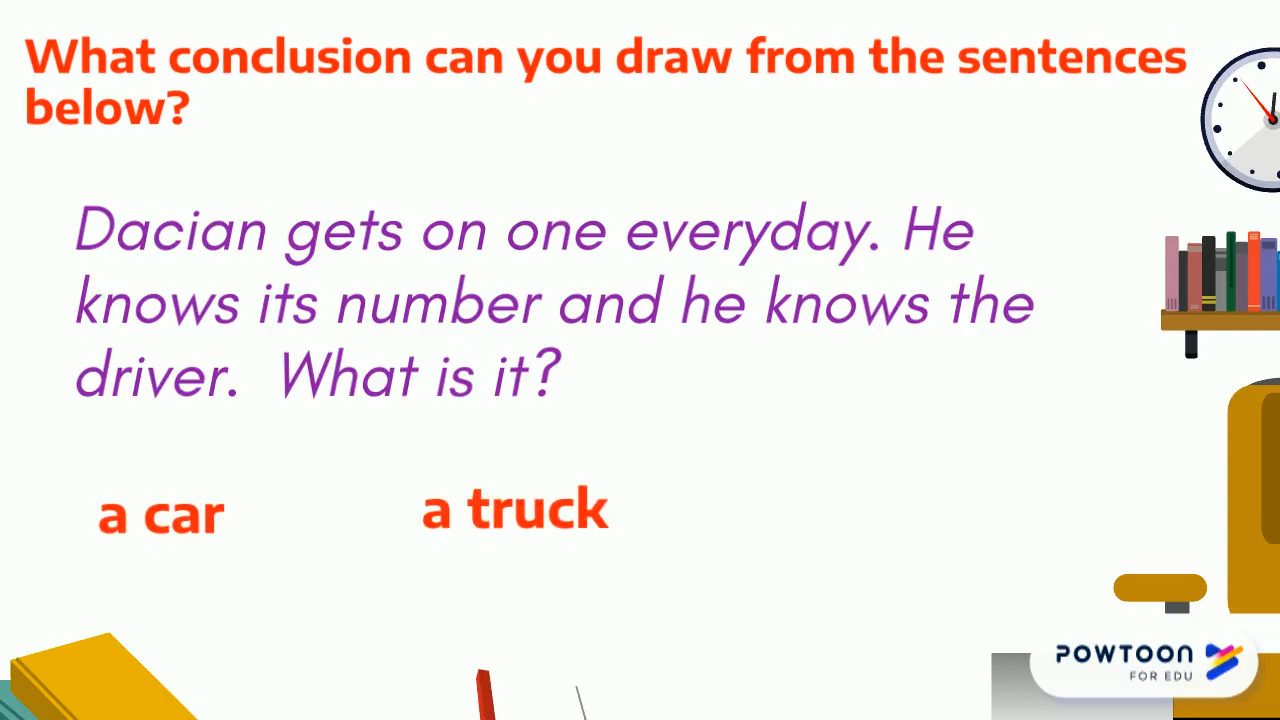 What conclusion can you draw from the sentences
below?
Dacian gets on one everyday. He
knows its number and he knows the
driver.  What is it?
a car
a truck
POWTOON
FOR EDU